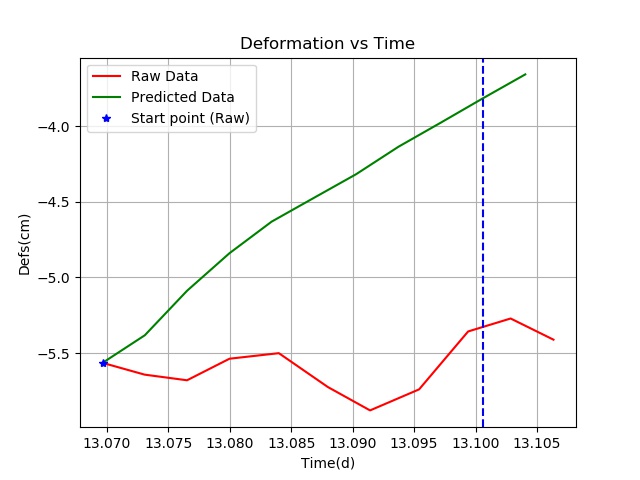 Deformation vs Time
Raw Data
Predicted Data
Start point (Raw)
−4.0
−4.5
−5.0
−5.5
Defs(cm)
13.070 13.075 13.080 13.085 13.090 13.095 13.100 13.105
Time(d)